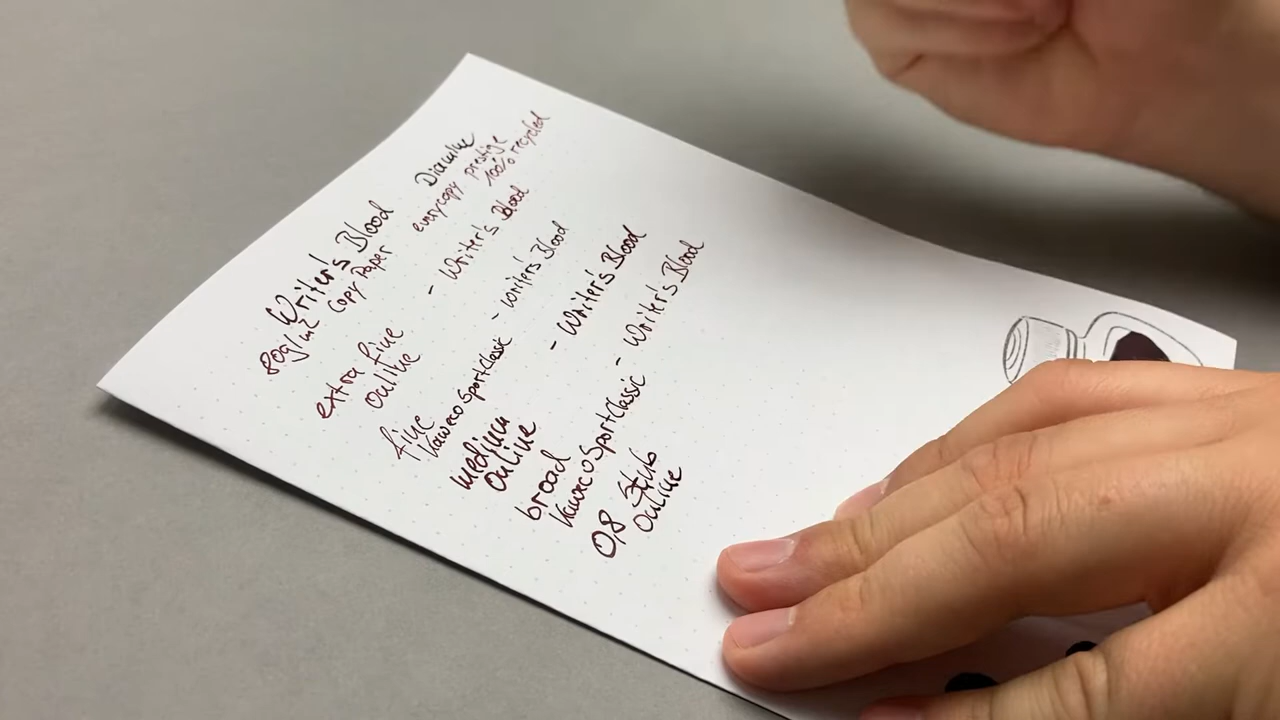 Writer's Blood Diamine
80g/m2 Copy Paper everycopy prestige
100% recycled
extra fine - Writer's Blood
Online
fine - Writer's Blood
Kaweco Sport Classic
medium - Writer's Blood
Online
broad - Writer's Blood
Kaweco Sport Classic
0,8 Stub
Online